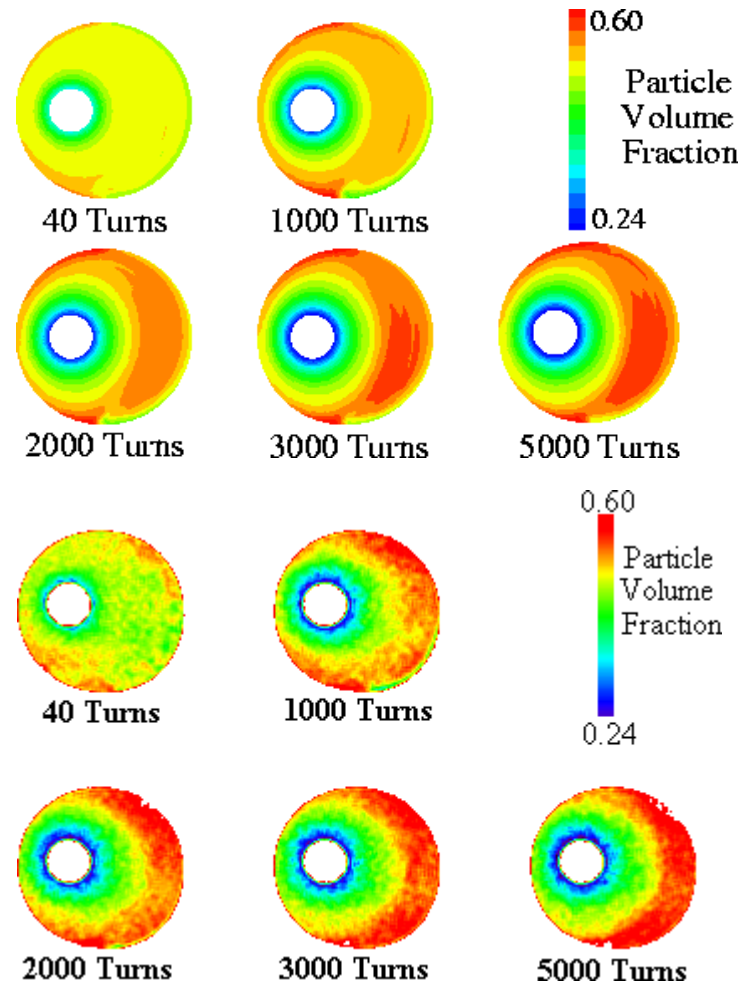 0.60
Particle
Volume
Fraction
0.24
40 Turns
1000 Turns
2000 Turns
3000 Turns
5000 Turns
0.60
Particle
Volume
Fraction
0.24
40 Turns
1000 Turns
2000 Turns
3000 Turns
5000 Turns